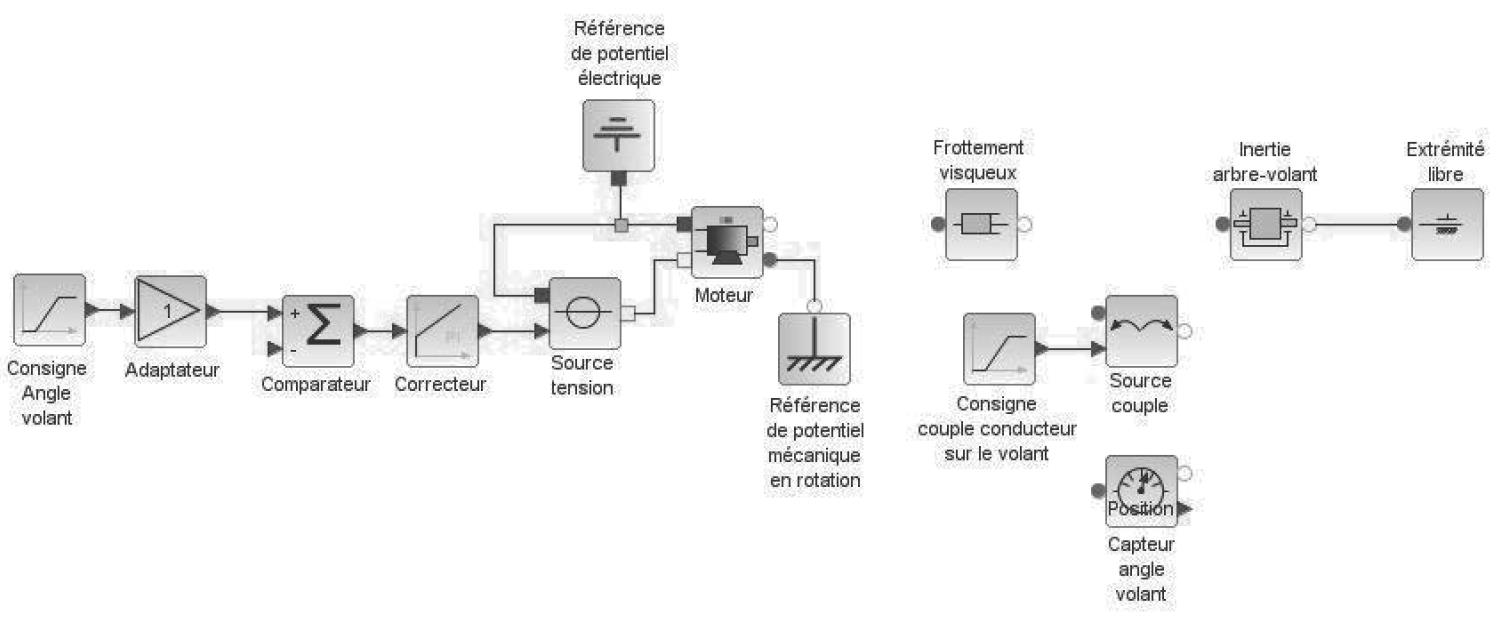 Référence
de potentiel
électrique
Frottement
visqueux
Inertie
arbre-volant
Extrémité
libre
Moteur
1
+
-
PI
Consigne
Angle
volant
Adaptateur
Comparateur
Correcteur
Source
tension
Référence
de potentiel
mécanique
en rotation
Consigne
couple conducteur
sur le volant
Source
couple
Position
Capteur
angle
volant